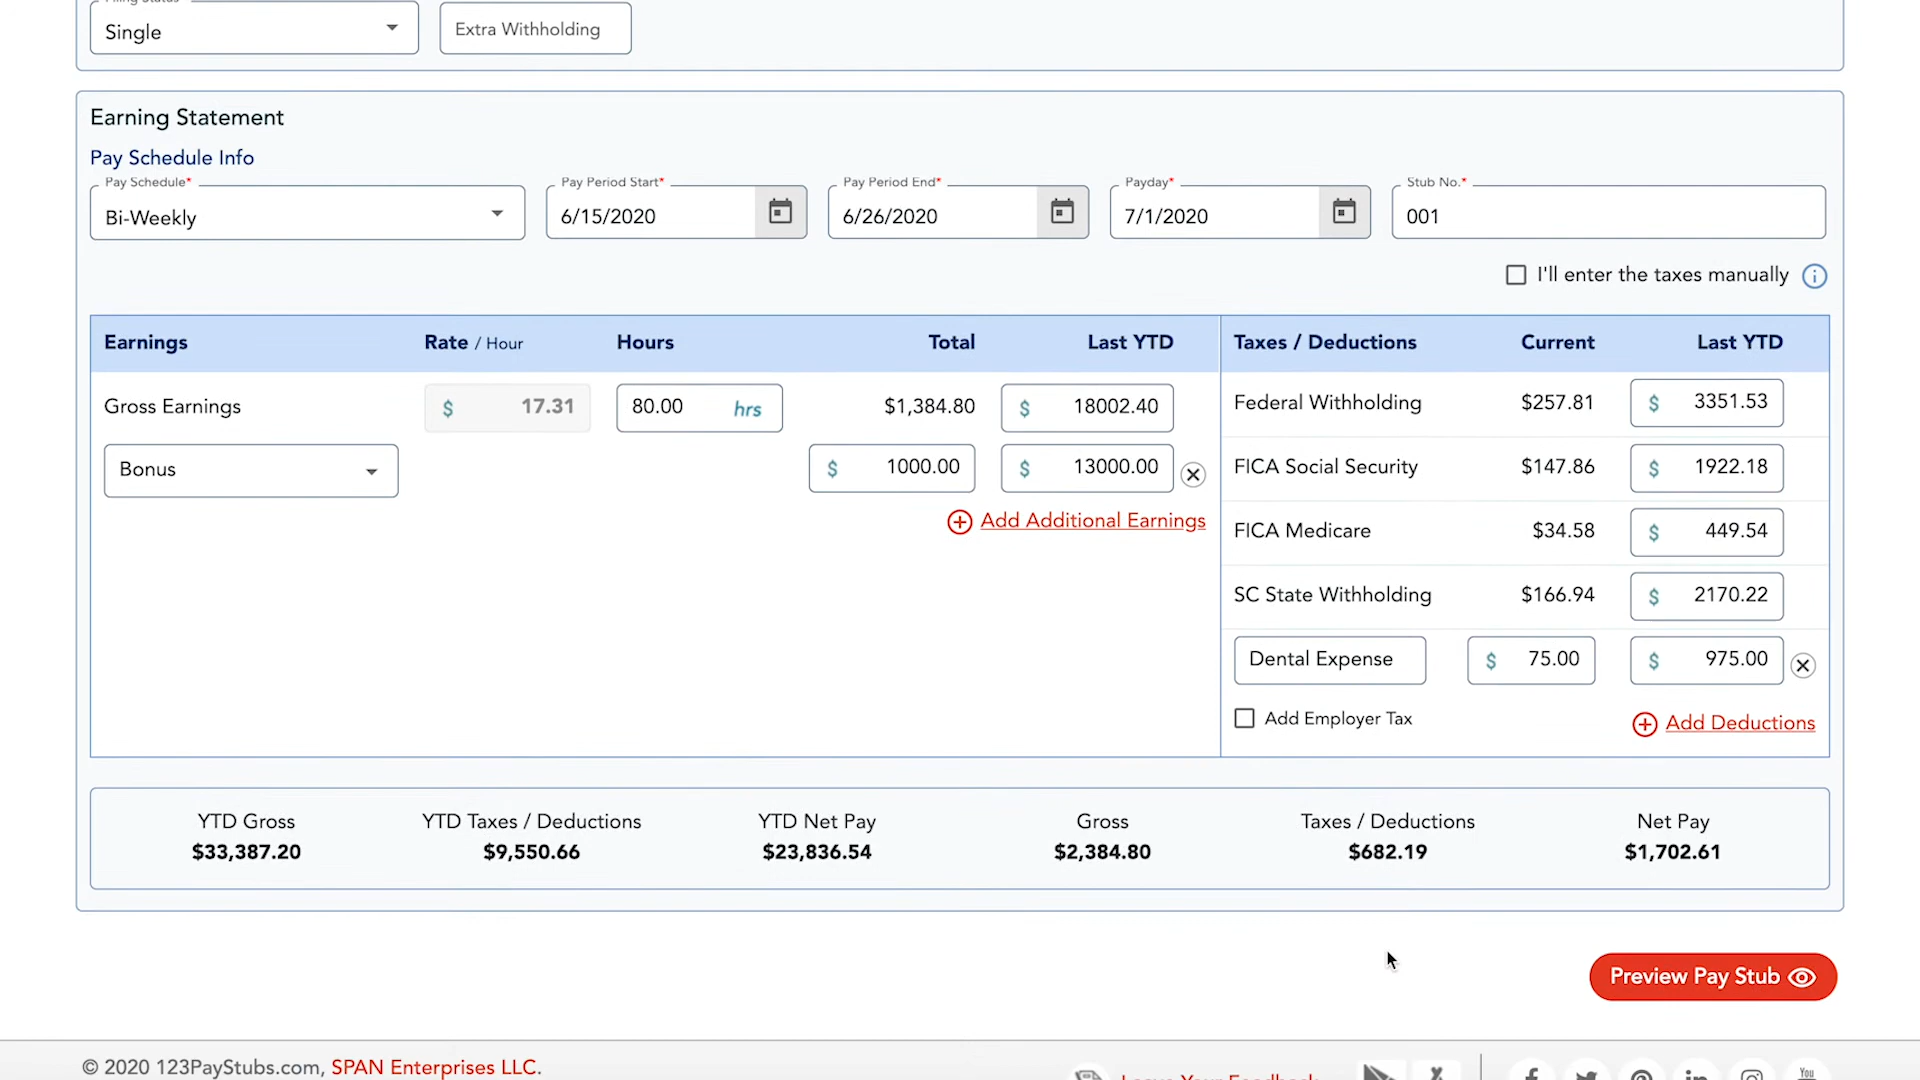 Filing Status
Single
Extra Withholding
Earning Statement
Pay Schedule Info
Pay Schedule* Pay Period Start* Pay Period End* Payday* Stub No.*
Bi-Weekly 6/15/2020 6/26/2020 7/1/2020 001
I'll enter the taxes manually
Earnings Rate / Hour Hours Total Last YTD Taxes / Deductions Current Last YTD
Gross Earnings $ 17.31 80.00 hrs $1,384.80 $ 18002.40
Bonus $ 1000.00 $ 13000.00
Add Additional Earnings
Federal Withholding $257.81 $ 3351.53
FICA Social Security $147.86 $ 1922.18
FICA Medicare $34.58 $ 449.54
SC State Withholding $166.94 $ 2170.22
Dental Expense $ 75.00 $ 975.00
Add Employer Tax Add Deductions
YTD Gross YTD Taxes / Deductions YTD Net Pay Gross Taxes / Deductions Net Pay
$33,387.20 $9,550.66 $23,836.54 $2,384.80 $682.19 $1,702.61
Preview Pay Stub
© 2020 123PayStubs.com, SPAN Enterprises LLC.
Leave Your Feedback
You